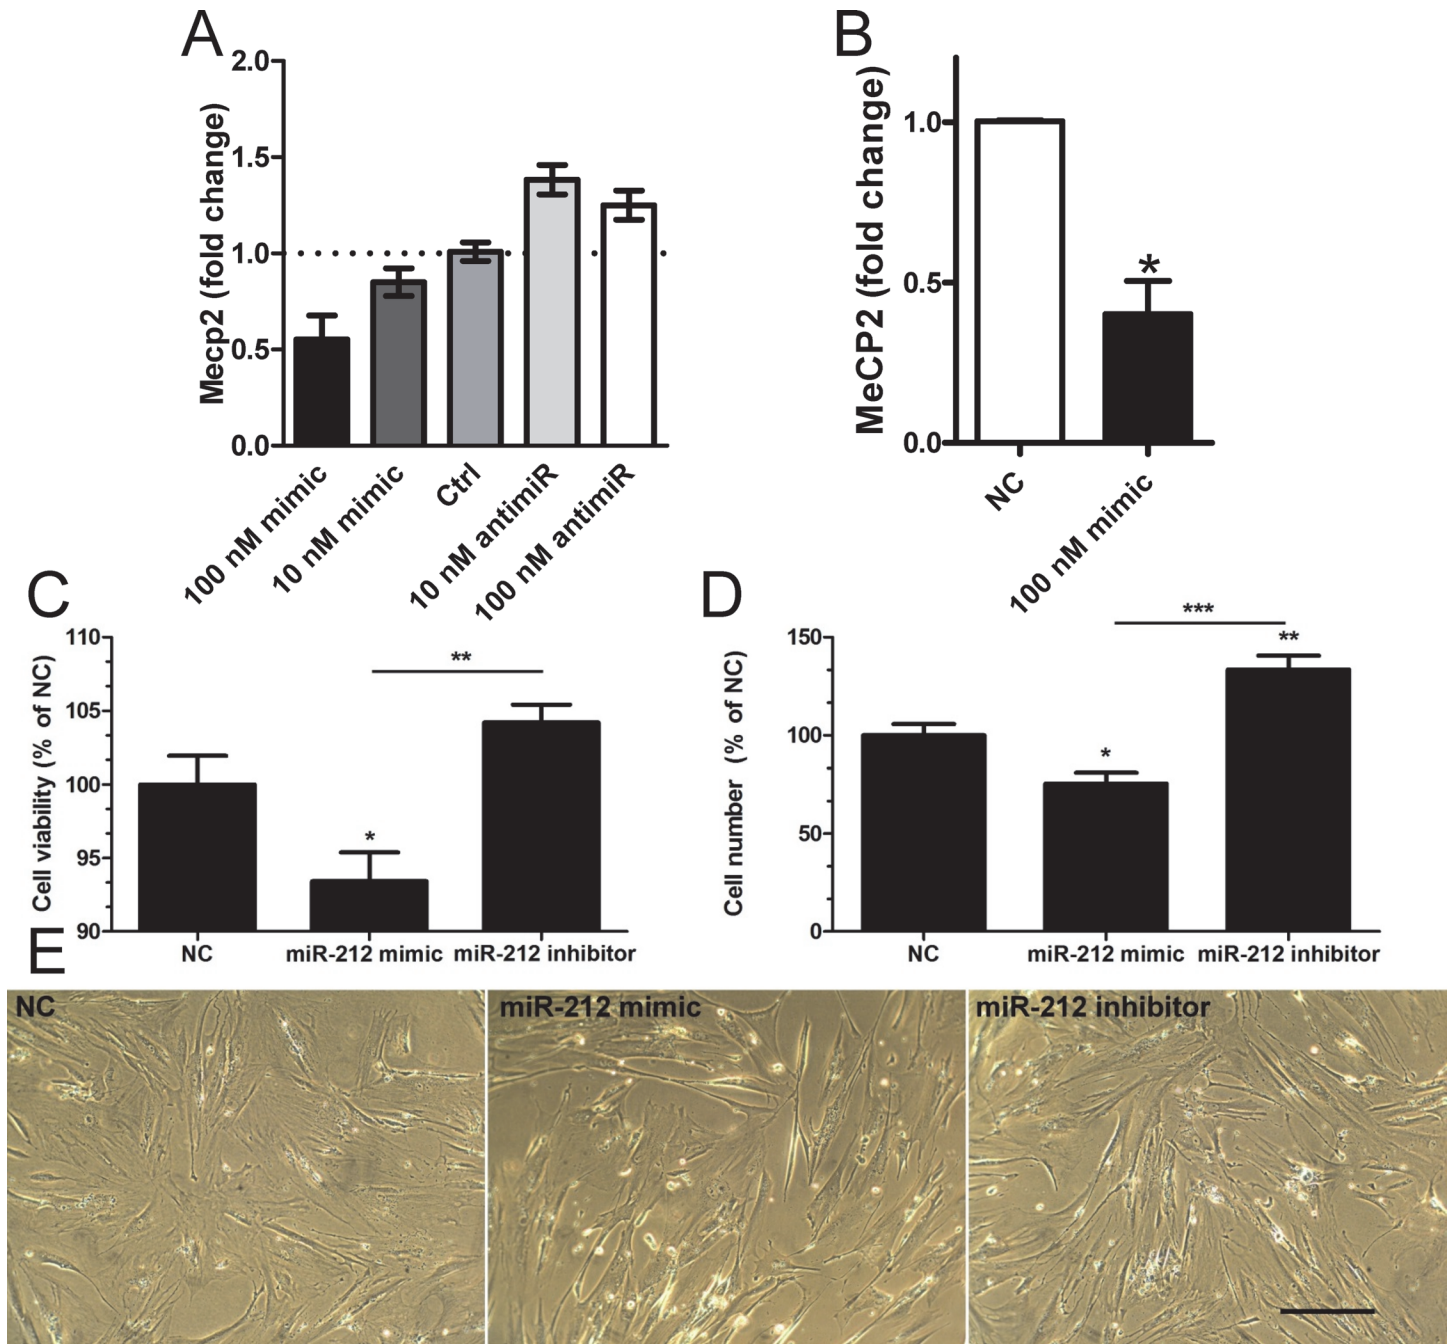 A
Mecp2 (fold change)
2.0
1.5
1.0
0.5
0.0
100 nM mimic
10 nM mimic
Ctrl
10 nM antimiR
100 nM antimiR
B
MeCP2 (fold change)
1.0
0.5
0.0
*
NC
100 nM mimic
C
Cell viability (% of NC)
110
105
100
95
90
*
**
NC
miR-212 mimic
miR-212 inhibitor
D
Cell number (% of NC)
150
100
50
0
*
***
**
NC
miR-212 mimic
miR-212 inhibitor
E
NC
miR-212 mimic
miR-212 inhibitor